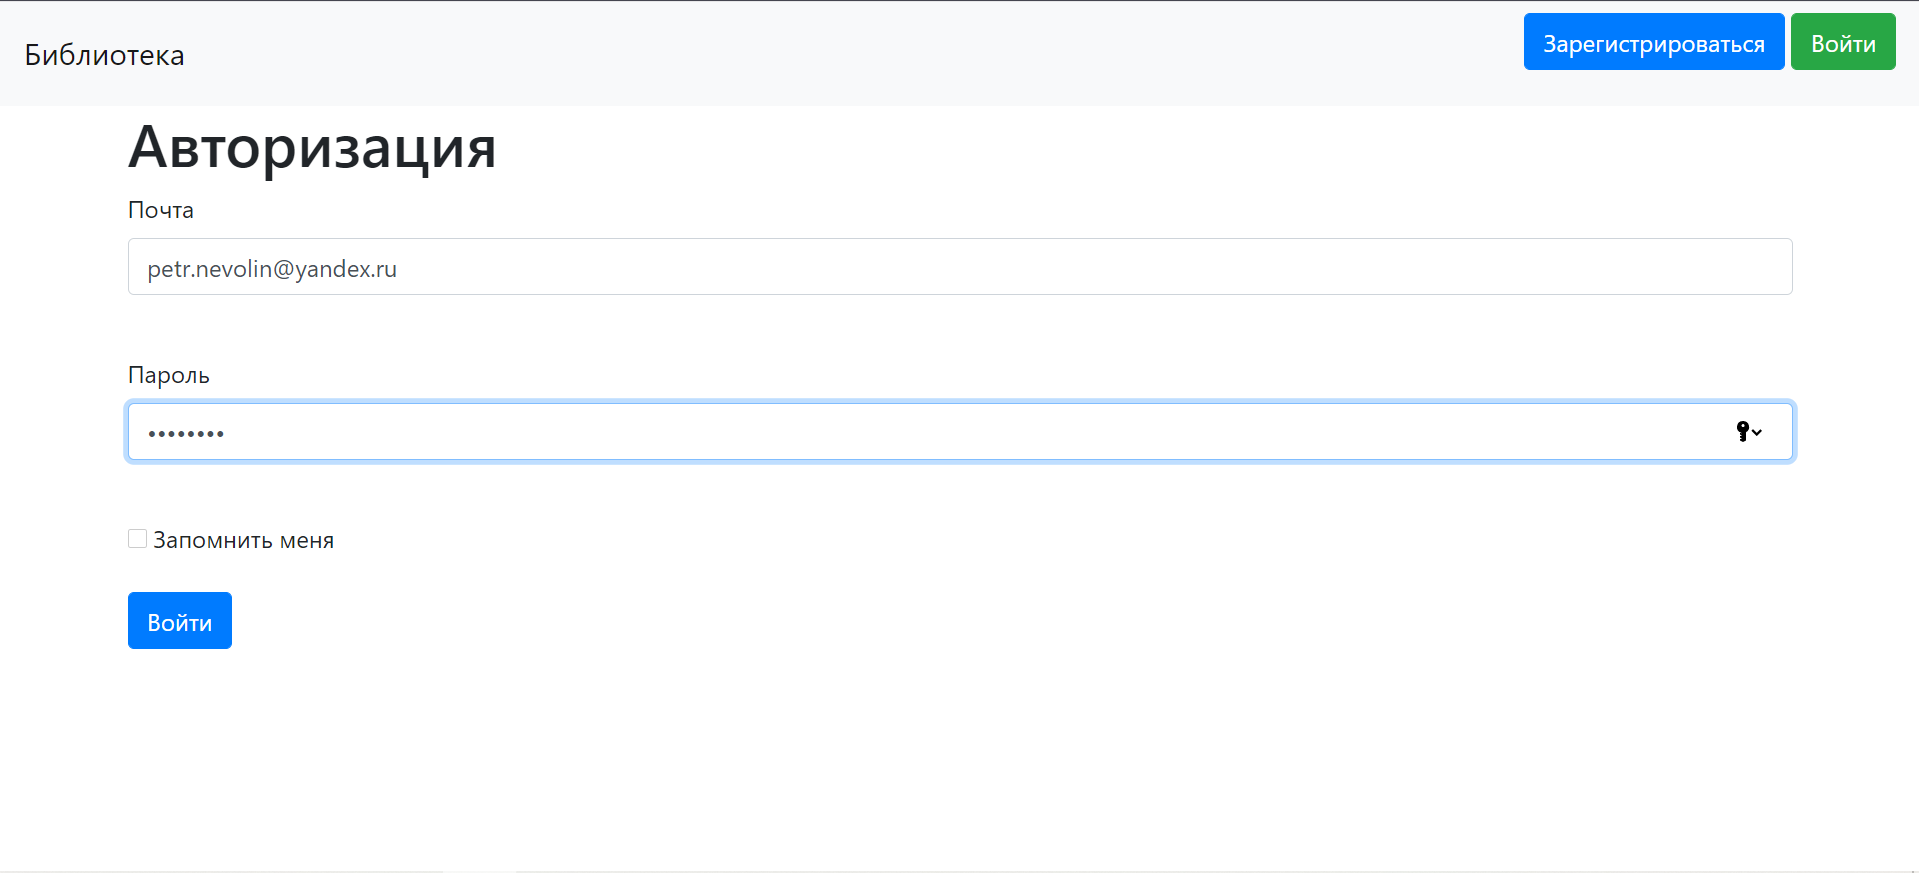 Библиотека
Зарегистрироваться
Войти
Авторизация
Почта
petr.nevolin@yandex.ru
Пароль
••••••••
Запомнить меня
Войти